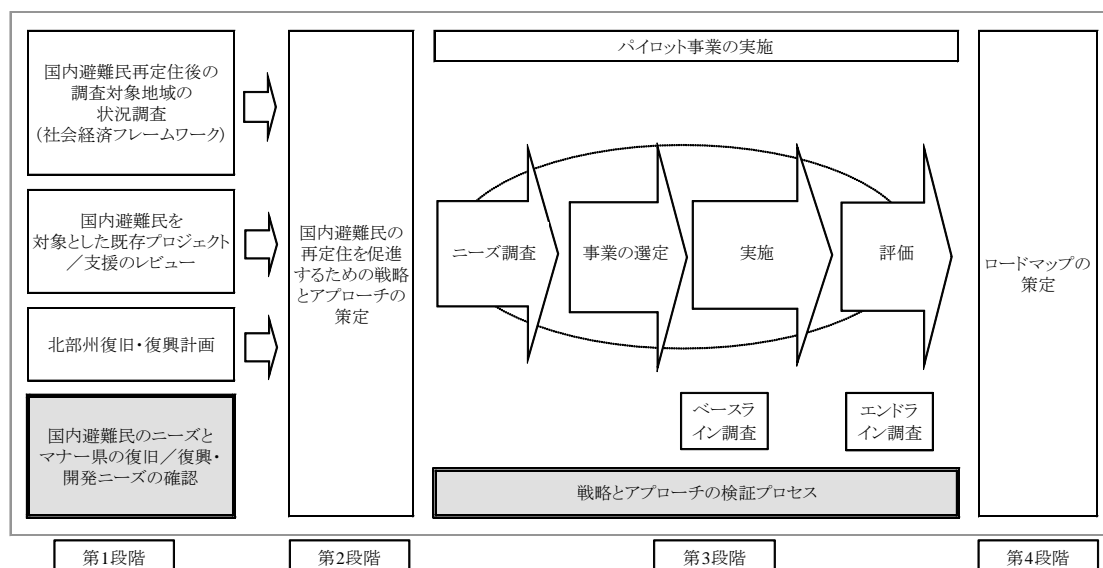 国内避難民再定住後の
調査対象地域の
状況調査
(社会経済フレームワーク)
国内避難民を
対象とした既存プロジェクト
／支援のレビュー
北部州復旧・復興計画
国内避難民のニーズと
マナー県の復旧／復興・
開発ニーズの確認
国内避難民の
再定住を促進
するための戦略
とアプローチの
策定
パイロット事業の実施
ニーズ調査
事業の選定
実施
評価
ベースラ
イン調査
エンドラ
イン調査
戦略とアプローチの検証プロセス
ロードマップの
策定
第1段階
第2段階
第3段階
第4段階